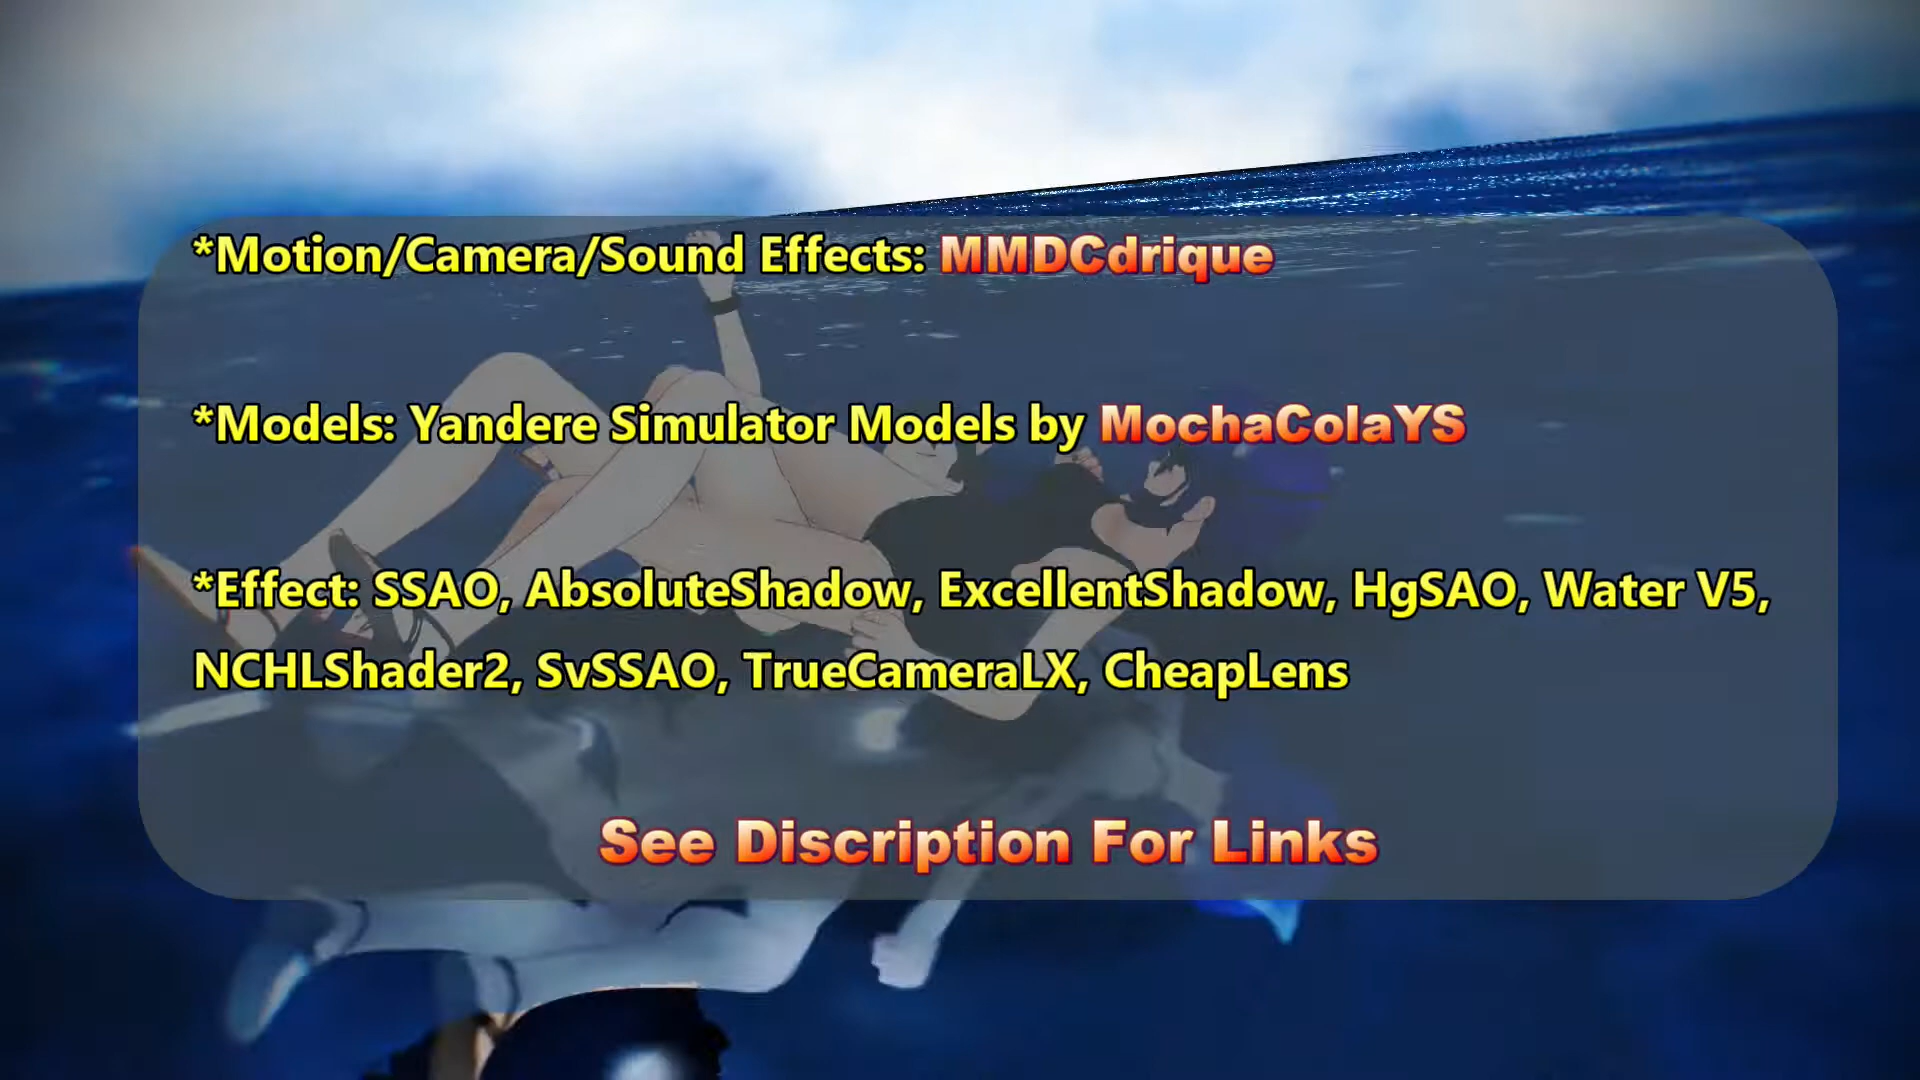 *Motion/Camera/Sound Effects: MMDCdrique
*Models: Yandere Simulator Models by MochaColaYS
*Effect: SSAO, AbsoluteShadow, ExcellentShadow, HgSAO, Water V5,
NCHLShader2, SvSSAO, TrueCameraLX, CheapLens
See Discription For Links